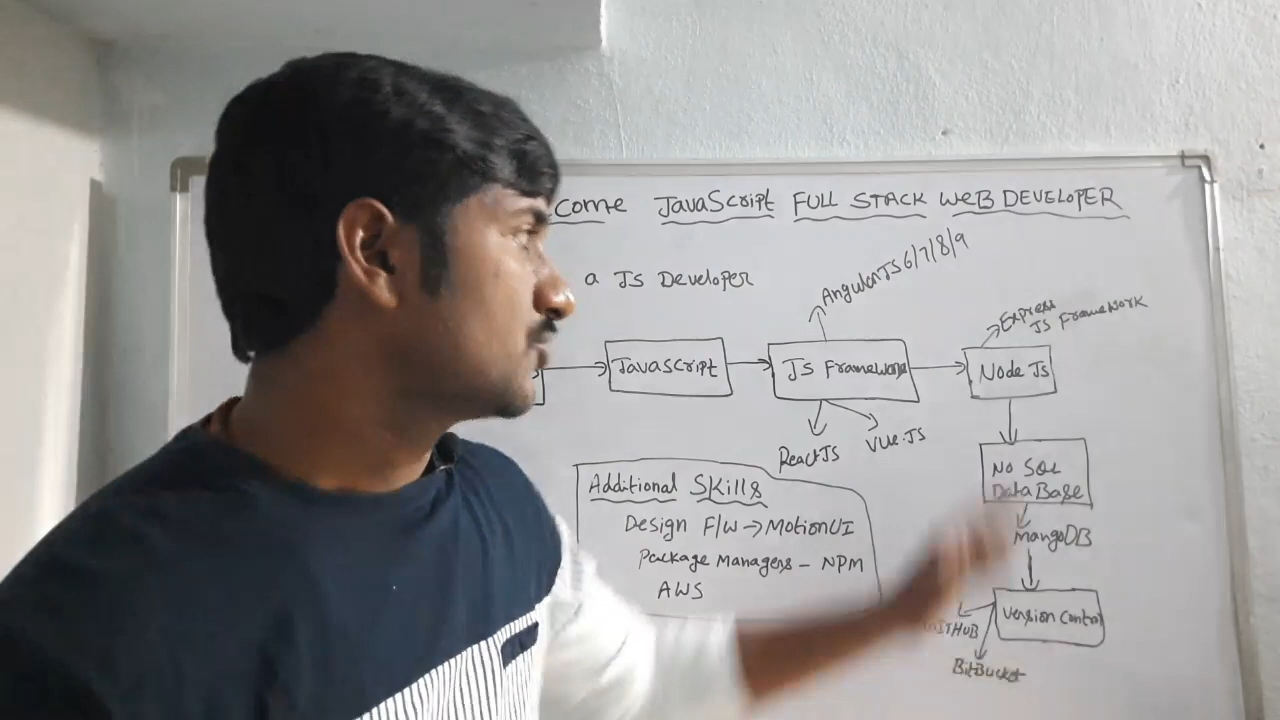 come JavaScript FULL STACK WEB DEVELOPER
a JS Developer
AngularJS 6/7/8/9
Express
JS FrameWork
JavaScript
JS FrameWork
Node JS
ReactJS
Vue.JS
No SQL
DataBase
MangoDB
Version Control
GITHUB
BitBucket
Additional Skills
Design F/W → MotionUI
Package Managers - NPM
AWS